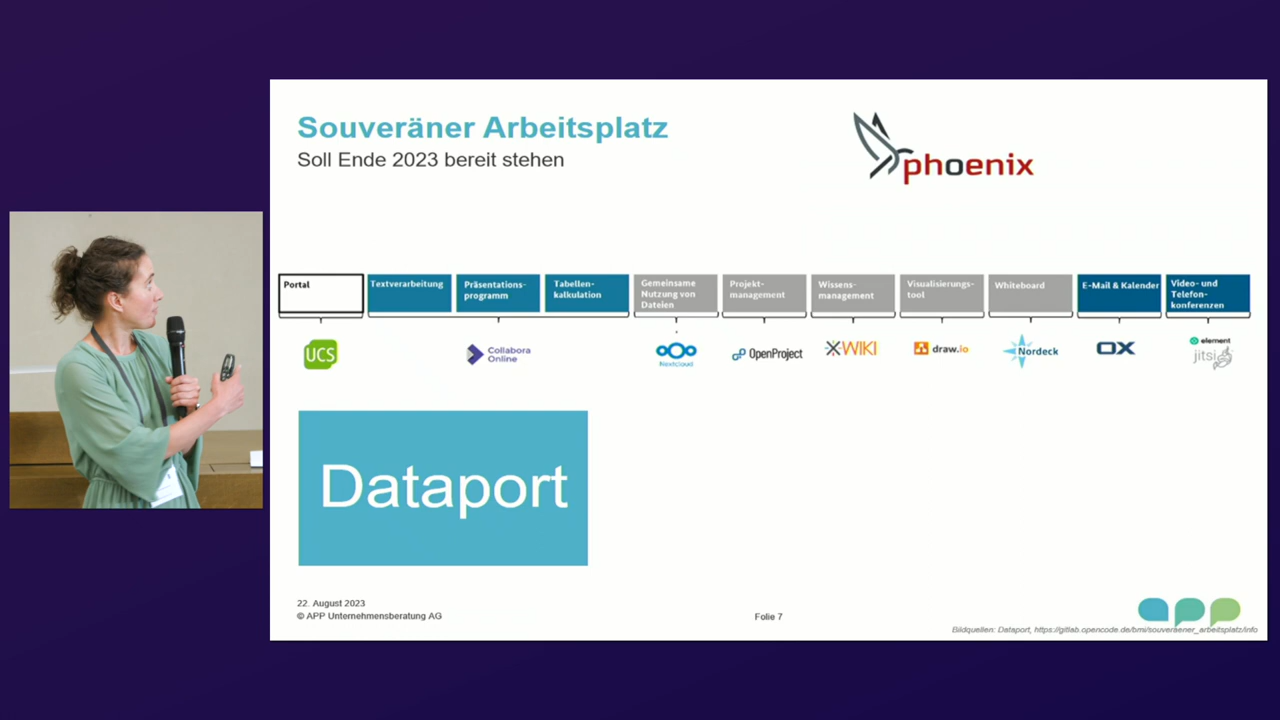 Souveräner Arbeitsplatz
Soll Ende 2023 bereit stehen
phoenix
Portal
Textverarbeitung
Präsentations-
programm
Tabellen-
kalkulation
Gemeinsame
Nutzung von
Dateien
Projekt-
management
Wissens-
management
Visualisierungs-
tool
Whiteboard
E-Mail & Kalender
Video- und
Telefon-
konferenzen
UCS
Collabora
Online
Nextcloud
OpenProject
XWIKI
draw.io
Nordeck
OX
element
jitsi
Dataport
22. August 2023
© APP Unternehmensberatung AG
Folie 7
app
Bildquellen: Dataport, https://gitlab.opencode.de/bmi/souveraener_arbeitsplatz/info